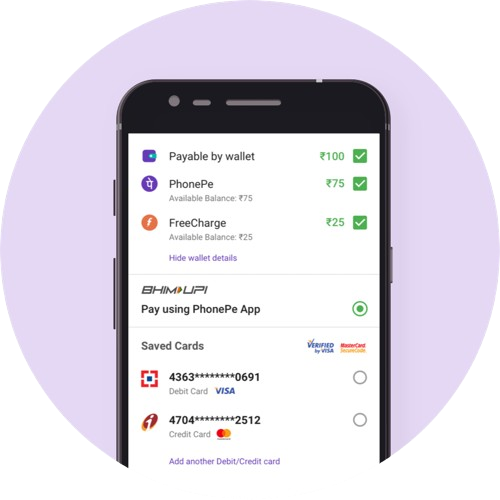 Payable by wallet ₹100
PhonePe ₹75
Available Balance: ₹75
FreeCharge ₹25
Available Balance: ₹25
Hide wallet details
BHIM UPI
Pay using PhonePe App
Saved Cards VERIFIED by VISA MasterCard SecureCode
4363********0691
Debit Card VISA
4704********2512
Credit Card
Add another Debit/Credit card